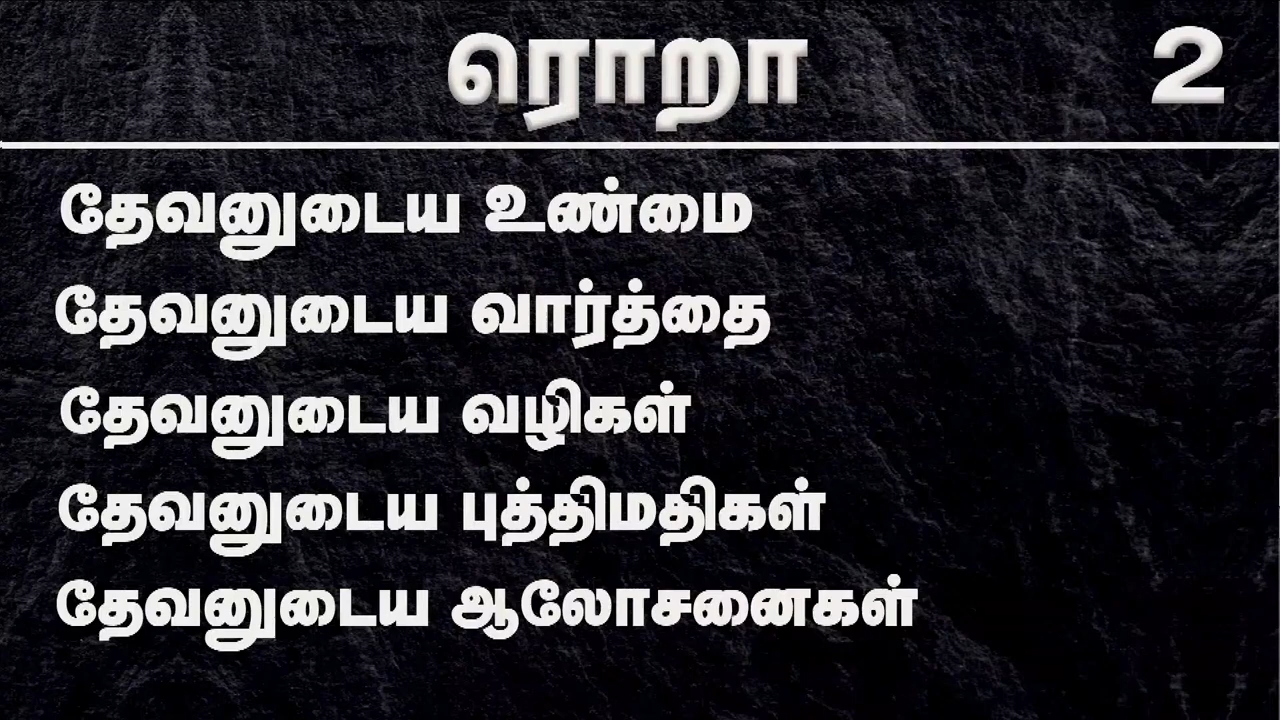 ரொறா
2
தேவனுடைய உண்மை
தேவனுடைய வார்த்தை
தேவனுடைய வழிகள்
தேவனுடைய புத்திமதிகள்
தேவனுடைய ஆலோசனைகள்